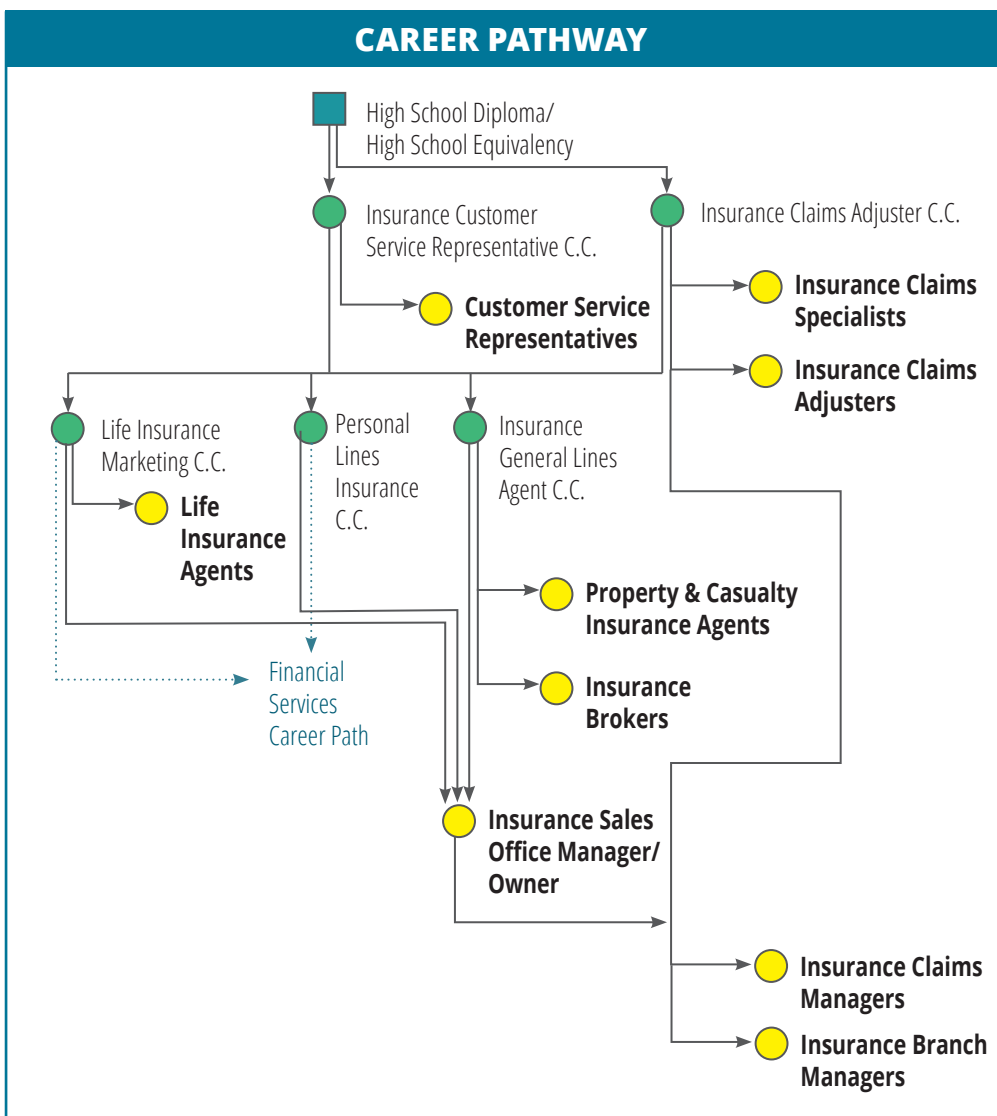 CAREER PATHWAY
High School Diploma/
High School Equivalency
Insurance Customer
Service Representative C.C.
Insurance Claims Adjuster C.C.
Customer Service
Representatives
Insurance Claims
Specialists
Insurance Claims
Adjusters
Life Insurance
Marketing C.C.
Personal
Lines
Insurance
C.C.
Insurance
General Lines
Agent C.C.
Life
Insurance
Agents
Property & Casualty
Insurance Agents
Insurance
Brokers
Financial
Services
Career Path
Insurance Sales
Office Manager/
Owner
Insurance Claims
Managers
Insurance Branch
Managers